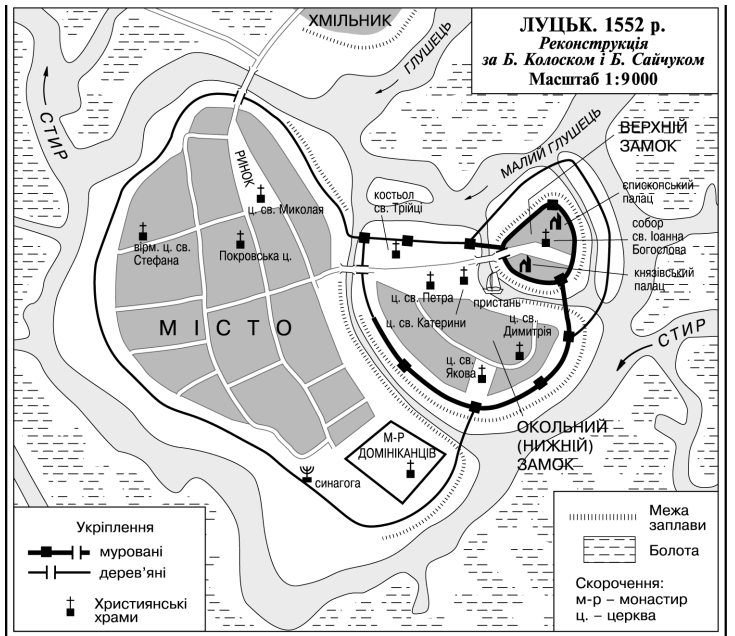 ХМІЛЬНИК
ЛУЦЬК. 1552 р.
Реконструкція
за Б. Колоском і Б. Сайчуком
Масштаб 1:9000
ГЛУШЕЦЬ
СТИР
МАЛИЙ ГЛУШЕЦЬ
ВЕРХНІЙ
ЗАМОК
РИНОК
ц. св. Миколая
костьол
св. Трійці
єпископський
палац
собор
св. Іоанна
Богослова
вірм. ц. св.
Стефана
Покровська ц.
князівський
палац
ц. св. Петра
пристань
ц. св. Катерини
ц. св.
Димитрія
МІСТО
СТИР
ц. св.
Якова
ОКОЛЬНИЙ
(НИЖНІЙ)
ЗАМОК
М-Р
ДОМІНІКАНЦІВ
синагога
Укріплення
муровані
дерев’яні
Християнські
храми
Межа
заплави
Болота
Скорочення:
м-р – монастир
ц. – церква